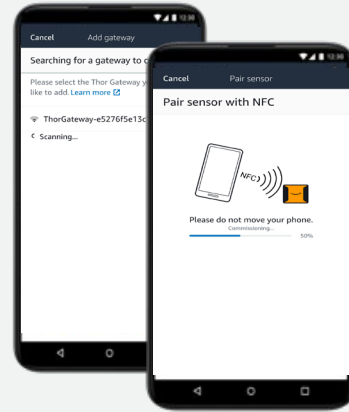 12:30
Cancel Add gateway
Searching for a gateway to
Please select the Thor Gateway
like to add. Learn more
ThorGateway-e5276f5e13c
Scanning...
12:30
Cancel Pair sensor
Pair sensor with NFC
NFC
Please do not move your phone.
Commissioning...
50%